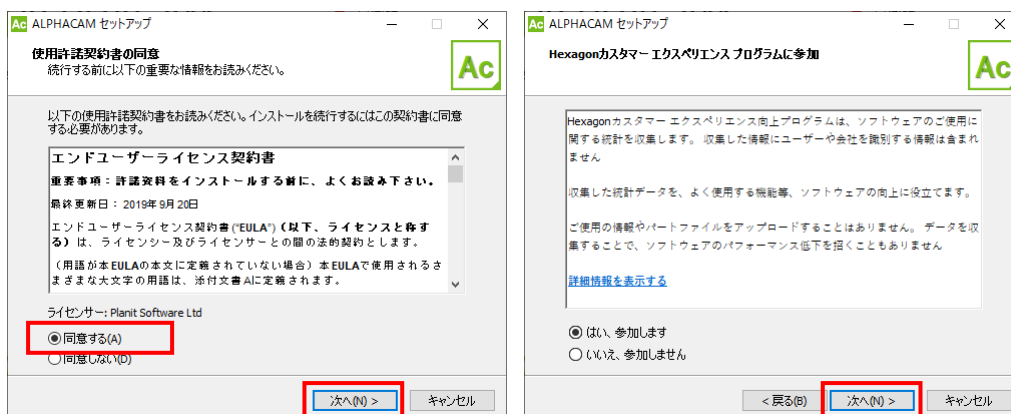 Ac ALPHACAM セットアップ
使用許諾契約書の同意
続行する前に以下の重要な情報をお読みください。
Ac
以下の使用許諾契約書をお読みください。インストールを続行するにはこの契約書に同意
する必要があります。
エンドユーザーライセンス契約書
重要事項:許諾資料をインストールする前に、よくお読み下さい。
最終更新日:2019年9月20日
エンドユーザーライセンス契約書("EULA")(以下、ライセンスと称す
る)は、ライセンシー及びライセンサーとの間の法的契約とします。
(用語が本EULAの本文に定義されていない場合)本EULAで使用されるさ
まざまな大文字の用語は、添付文書Aに定義されます。
ライセンサー: Planit Software Ltd
同意する(A)
同意しない(D)
次へ(N) >
キャンセル
Ac ALPHACAM セットアップ
Hexagonカスタマー エクスペリエンス プログラムに参加
Ac
Hexagonカスタマー エクスペリエンス向上プログラムは、ソフトウェアのご使用に
関する統計を収集します。 収集した情報にユーザーや会社を識別する情報は含まれ
ません
収集した統計データを、よく使用する機能等、ソフトウェアの向上に役立てます。
ご使用の情報やパートファイルをアップロードすることはありません。 データを収
集することで、ソフトウェアのパフォーマンス低下を招くこともありません
詳細情報を表示する
はい、参加します
いいえ、参加しません
< 戻る(B)
次へ(N) >
キャンセル